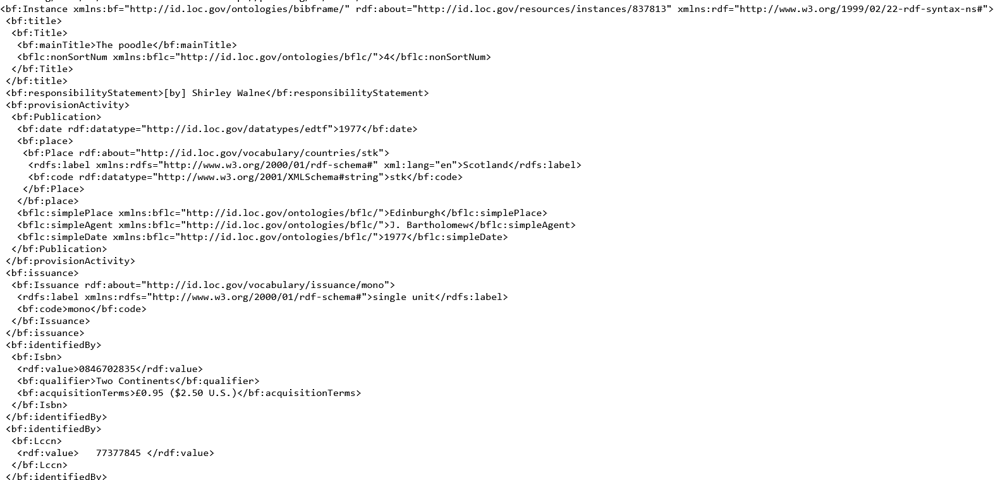 <bf:Instance xmlns:bf="http://id.loc.gov/ontologies/bibframe/" rdf:about="http://id.loc.gov/resources/instances/837813" xmlns:rdf="http://www.w3.org/1999/02/22-rdf-syntax-ns#">
<bf:title>
<bf:Title>
<bf:mainTitle>The poodle</bf:mainTitle>
<bflc:nonSortNum xmlns:bflc="http://id.loc.gov/ontologies/bflc/">4</bflc:nonSortNum>
</bf:Title>
</bf:title>
<bf:responsibilityStatement>[by] Shirley Walne</bf:responsibilityStatement>
<bf:provisionActivity>
<bf:Publication>
<bf:date rdf:datatype="http://id.loc.gov/datatypes/edtf">1977</bf:date>
<bf:place>
<bf:Place rdf:about="http://id.loc.gov/vocabulary/countries/stk">
<rdfs:label xmlns:rdfs="http://www.w3.org/2000/01/rdf-schema#" xml:lang="en">Scotland</rdfs:label>
<bf:code rdf:datatype="http://www.w3.org/2001/XMLSchema#string">stk</bf:code>
</bf:Place>
</bf:place>
<bflc:simplePlace xmlns:bflc="http://id.loc.gov/ontologies/bflc/">Edinburgh</bflc:simplePlace>
<bflc:simpleAgent xmlns:bflc="http://id.loc.gov/ontologies/bflc/">J. Bartholomew</bflc:simpleAgent>
<bflc:simpleDate xmlns:bflc="http://id.loc.gov/ontologies/bflc/">1977</bflc:simpleDate>
</bf:Publication>
</bf:provisionActivity>
<bf:issuance>
<bf:Issuance rdf:about="http://id.loc.gov/vocabulary/issuance/mono">
<rdfs:label xmlns:rdfs="http://www.w3.org/2000/01/rdf-schema#">single unit</rdfs:label>
<bf:code>mono</bf:code>
</bf:Issuance>
</bf:issuance>
<bf:identifiedBy>
<bf:Isbn>
<rdf:value>0846702835</rdf:value>
<bf:qualifier>Two Continents</bf:qualifier>
<bf:acquisitionTerms>£0.95 ($2.50 U.S.)</bf:acquisitionTerms>
</bf:Isbn>
</bf:identifiedBy>
<bf:identifiedBy>
<bf:Lccn>
<rdf:value>   77377845 </rdf:value>
</bf:Lccn>
</bf:identifiedBy>